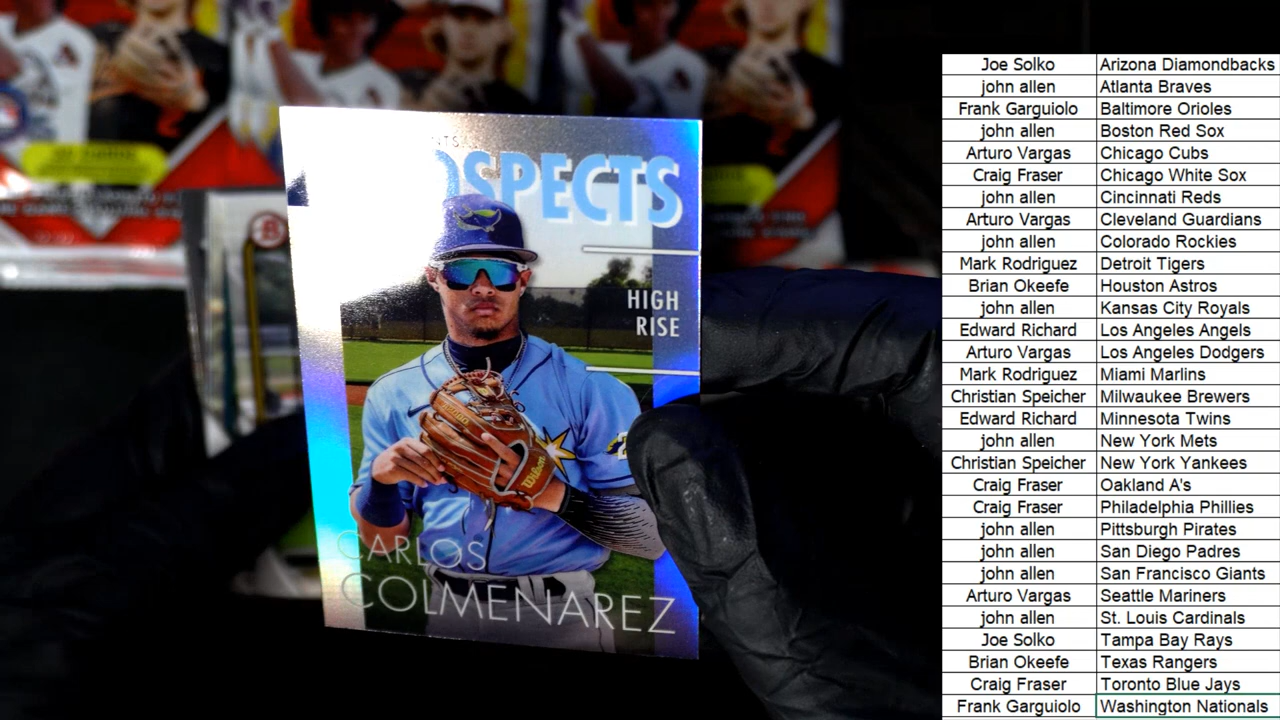 OSPECTS
HIGH
RISE
Wilson
CARLOS
COLMENAREZ
Joe Solko Arizona Diamondbacks
john allen Atlanta Braves
Frank Garguiolo Baltimore Orioles
john allen Boston Red Sox
Arturo Vargas Chicago Cubs
Craig Fraser Chicago White Sox
john allen Cincinnati Reds
Arturo Vargas Cleveland Guardians
john allen Colorado Rockies
Mark Rodriguez Detroit Tigers
Brian Okeefe Houston Astros
john allen Kansas City Royals
Edward Richard Los Angeles Angels
Arturo Vargas Los Angeles Dodgers
Mark Rodriguez Miami Marlins
Christian Speicher Milwaukee Brewers
Edward Richard Minnesota Twins
john allen New York Mets
Christian Speicher New York Yankees
Craig Fraser Oakland A's
Craig Fraser Philadelphia Phillies
john allen Pittsburgh Pirates
john allen San Diego Padres
john allen San Francisco Giants
Arturo Vargas Seattle Mariners
john allen St. Louis Cardinals
Joe Solko Tampa Bay Rays
Brian Okeefe Texas Rangers
Craig Fraser Toronto Blue Jays
Frank Garguiolo Washington Nationals